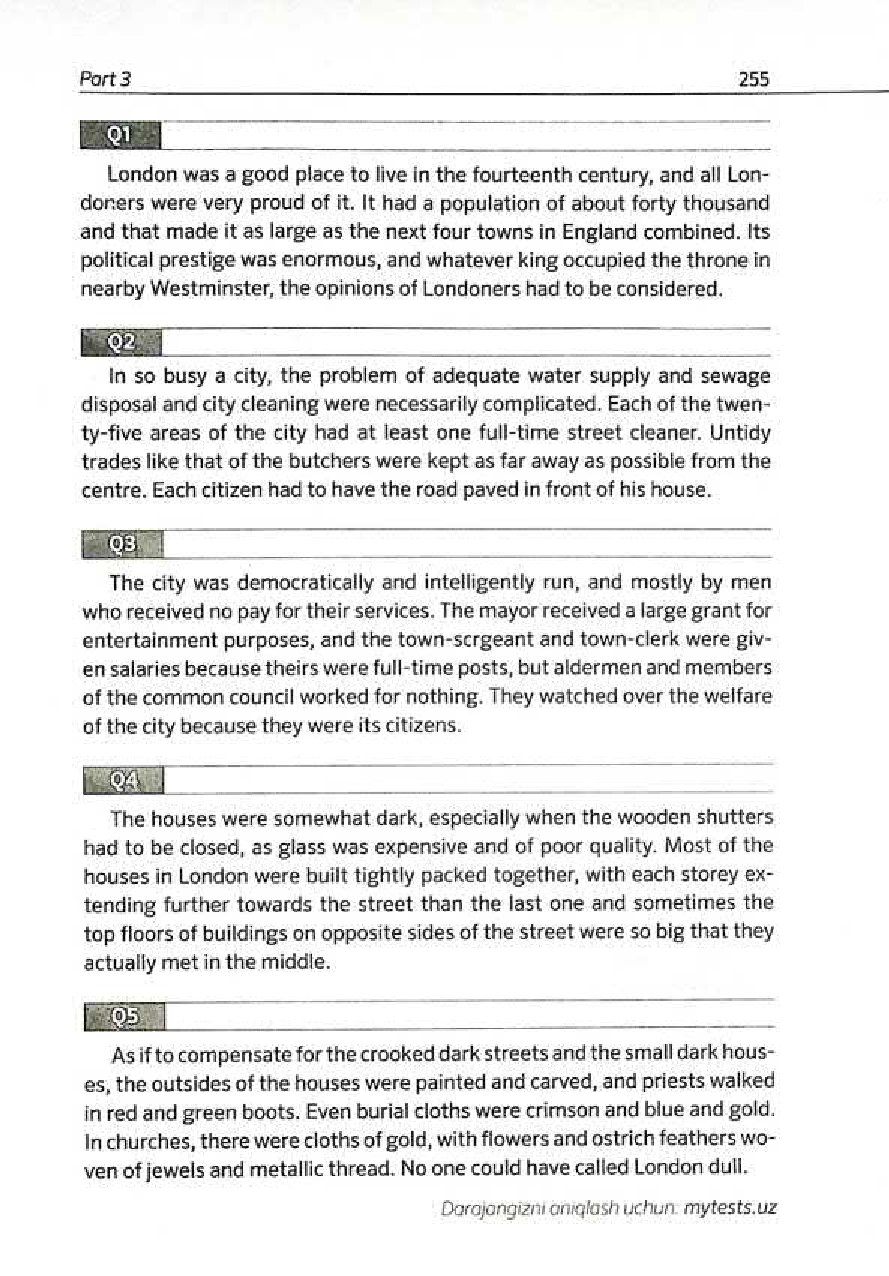 Part 3 255
Q1
London was a good place to live in the fourteenth century, and all Lon-
doners were very proud of it. It had a population of about forty thousand
and that made it as large as the next four towns in England combined. Its
political prestige was enormous, and whatever king occupied the throne in
nearby Westminster, the opinions of Londoners had to be considered.
Q2
In so busy a city, the problem of adequate water supply and sewage
disposal and city cleaning were necessarily complicated. Each of the twen-
ty-five areas of the city had at least one full-time street cleaner. Untidy
trades like that of the butchers were kept as far away as possible from the
centre. Each citizen had to have the road paved in front of his house.
Q3
The city was democratically and intelligently run, and mostly by men
who received no pay for their services. The mayor received a large grant for
entertainment purposes, and the town-scrgeant and town-clerk were giv-
en salaries because theirs were full-time posts, but aldermen and members
of the common council worked for nothing. They watched over the welfare
of the city because they were its citizens.
Q4
The houses were somewhat dark, especially when the wooden shutters
had to be closed, as glass was expensive and of poor quality. Most of the
houses in London were built tightly packed together, with each storey ex-
tending further towards the street than the last one and sometimes the
top floors of buildings on opposite sides of the street were so big that they
actually met in the middle.
Q5
As if to compensate for the crooked dark streets and the small dark hous-
es, the outsides of the houses were painted and carved, and priests walked
in red and green boots. Even burial cloths were crimson and blue and gold.
In churches, there were cloths of gold, with flowers and ostrich feathers wo-
ven of jewels and metallic thread. No one could have called London dull.
Darajangizni aniqlash uchun: mytests.uz